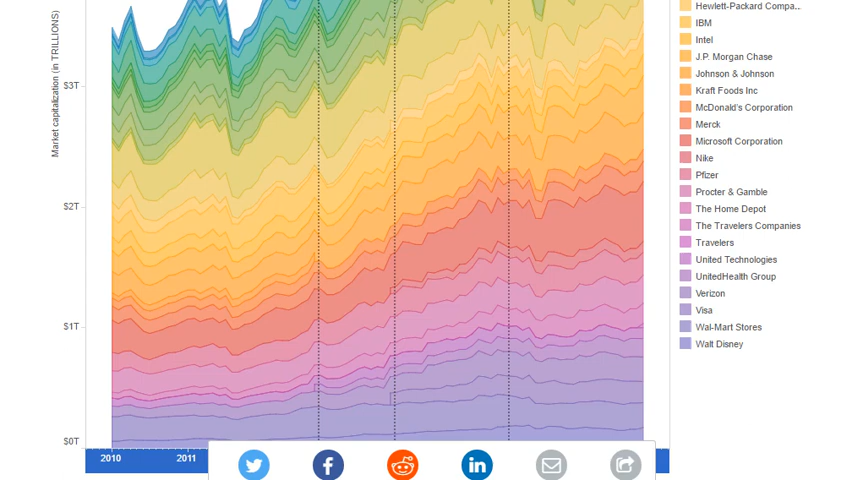 Market capitalization (in TRILLIONS)
$3T
$2T
$1T
$0T
2010 2011
Hewlett-Packard Compa...
IBM
Intel
J.P. Morgan Chase
Johnson & Johnson
Kraft Foods Inc
McDonald's Corporation
Merck
Microsoft Corporation
Nike
Pfizer
Procter & Gamble
The Home Depot
The Travelers Companies
Travelers
United Technologies
UnitedHealth Group
Verizon
Visa
Wal-Mart Stores
Walt Disney
in